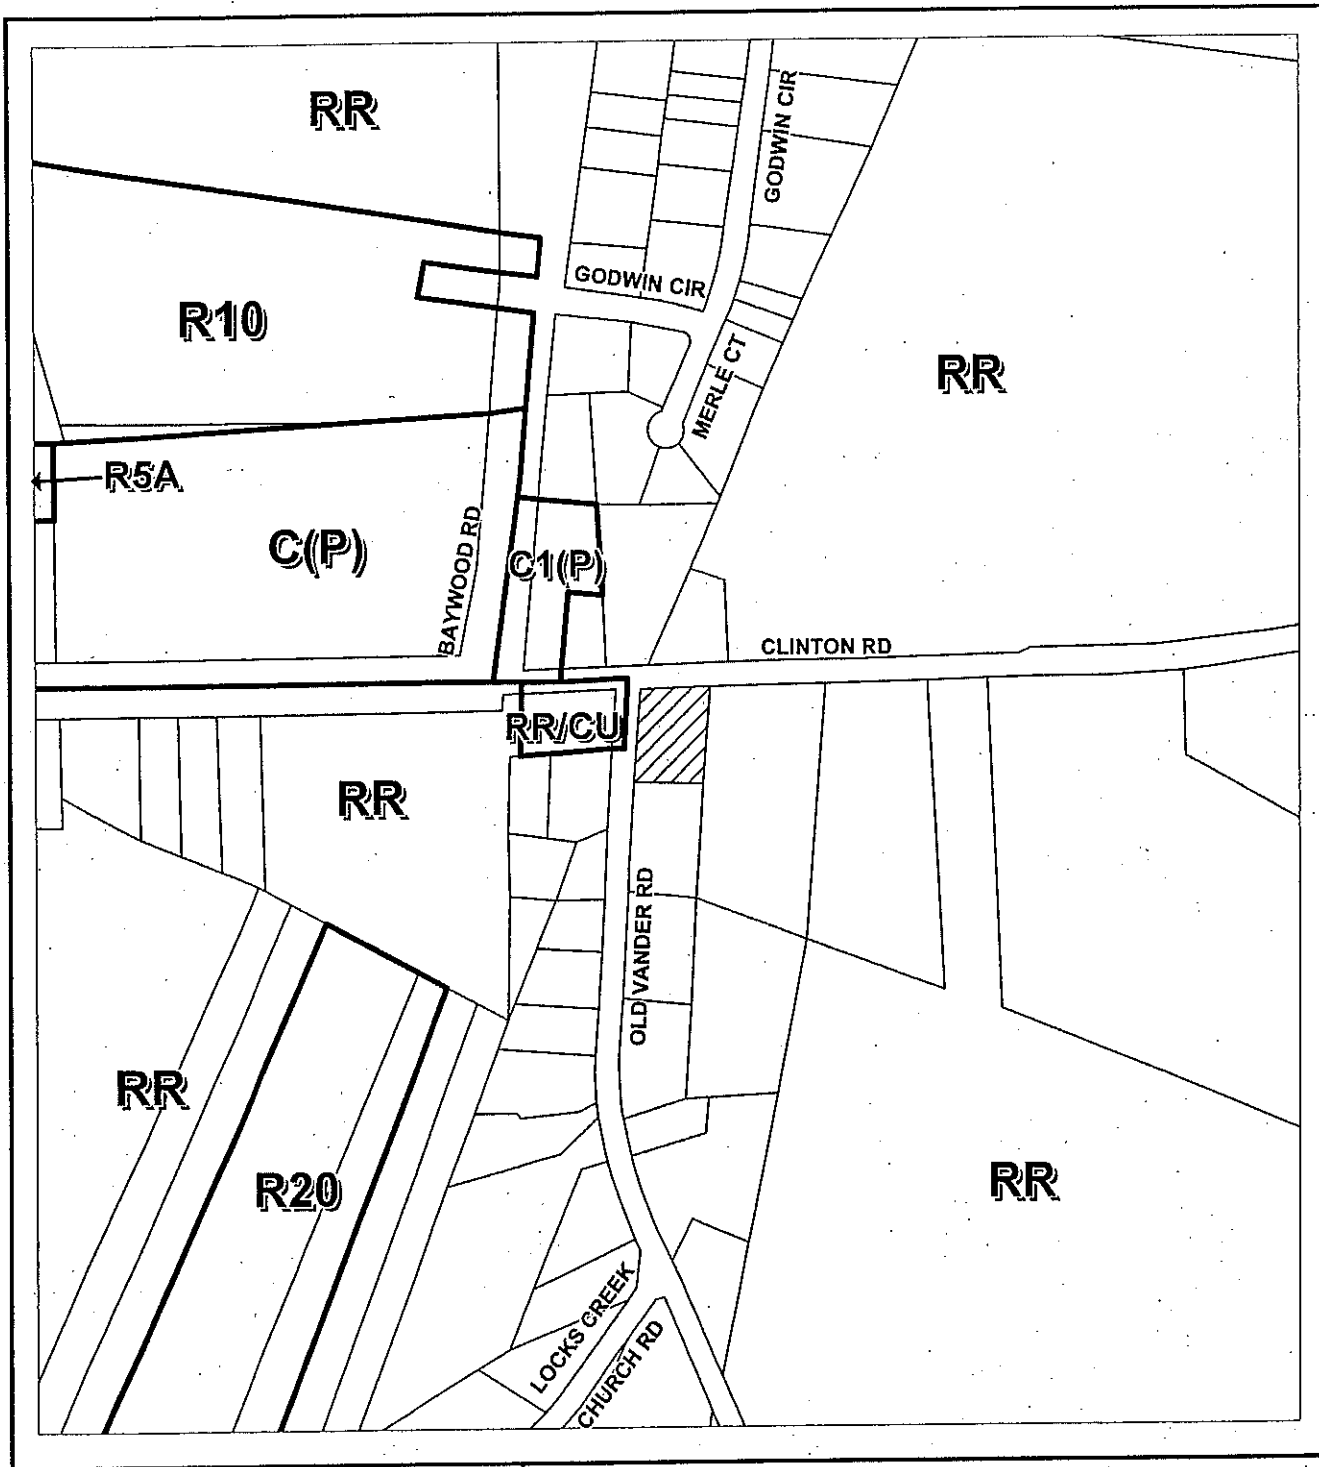 RR
GODWIN CIR
GODWIN CIR
R10
MERLE CT
RR
R5A
BAYWOOD RD
C(P)
C1(P)
CLINTON RD
RR/CU
RR
OLD VANDER RD
RR
R20
RR
LOCKS CREEK
CHURCH RD